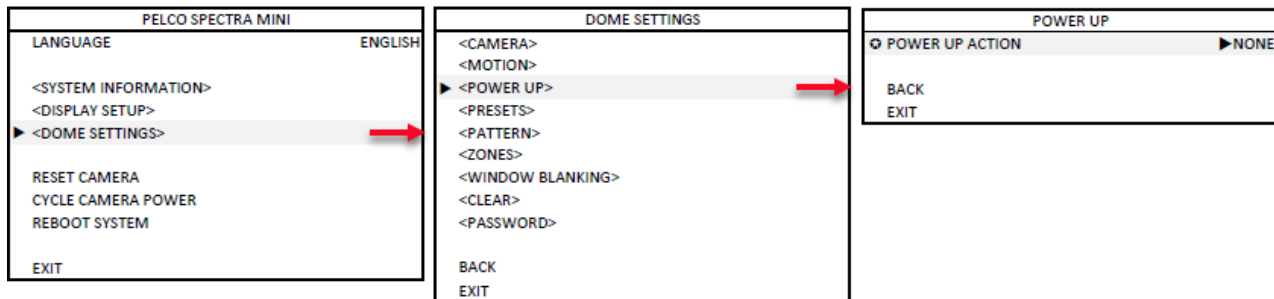 PELCO SPECTRA MINI
LANGUAGE ENGLISH
<SYSTEM INFORMATION>
<DISPLAY SETUP>
▶ <DOME SETTINGS>
RESET CAMERA
CYCLE CAMERA POWER
REBOOT SYSTEM
EXIT
DOME SETTINGS
<CAMERA>
<MOTION>
▶ <POWER UP>
<PRESETS>
<PATTERN>
<ZONES>
<WINDOW BLANKING>
<CLEAR>
<PASSWORD>
BACK
EXIT
POWER UP
✪ POWER UP ACTION ▶NONE
BACK
EXIT